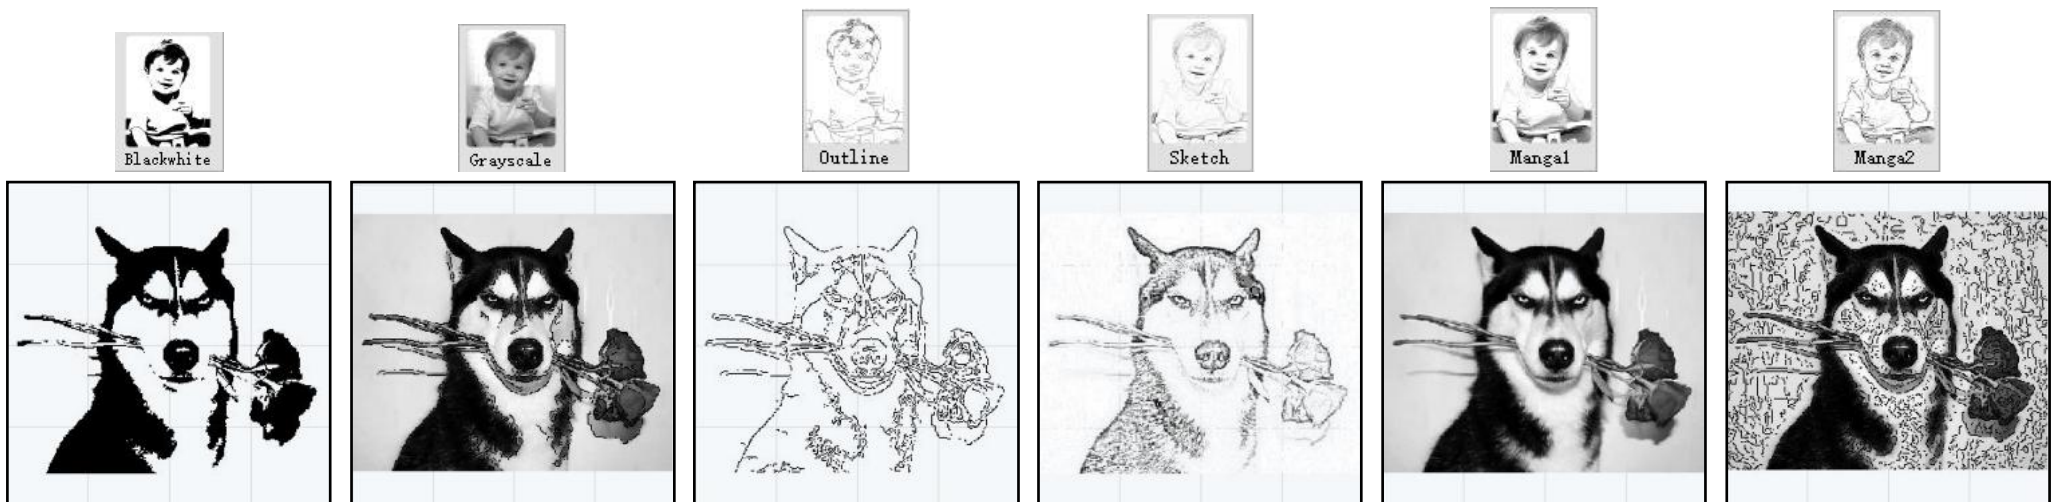 Blackwhite
Grayscale
Outline
Sketch
Manga1
Manga2